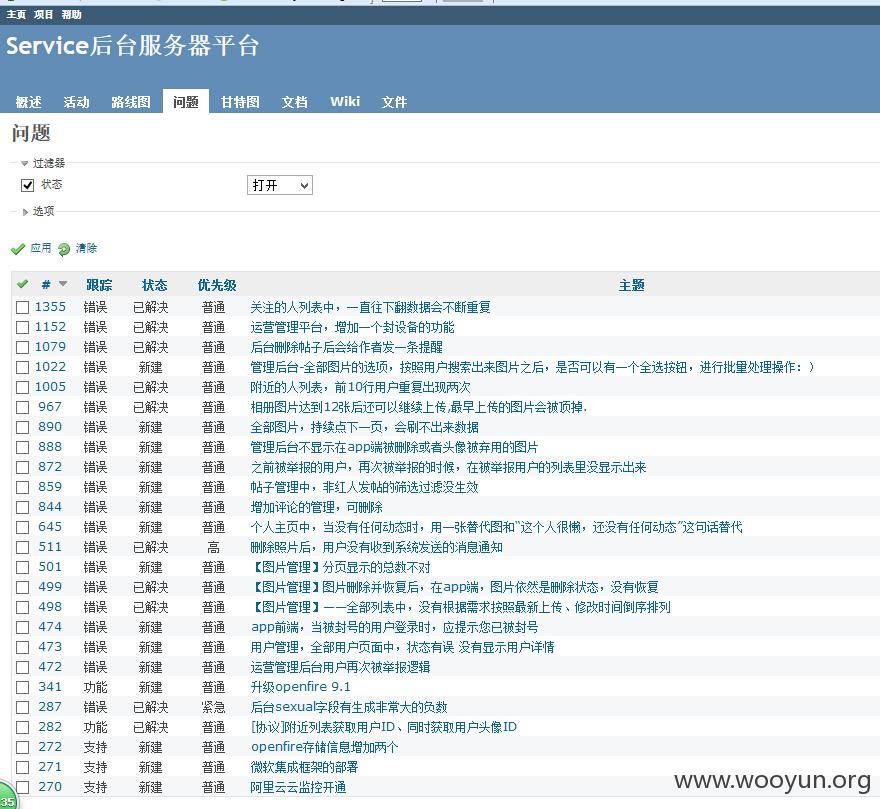 主页 项目 帮助
Service后台服务器平台
概述 活动 路线图 问题 甘特图 文档 Wiki 文件
问题
过滤器
状态 打开
选项
应用 清除
# 跟踪 状态 优先级 主题
1355 错误 已解决 普通 关注的人列表中，一直往下翻数据会不断重复
1152 错误 已解决 普通 运营管理平台，增加一个封设备的功能
1079 错误 已解决 普通 后台删除帖子后会给作者发一条提醒
1022 错误 新建 普通 管理后台-全部图片的选项，按照用户搜索出来图片之后，是否可以有一个全选按钮，进行批量处理操作：）
1005 错误 已解决 普通 附近的人列表，前10行用户重复出现两次
967 错误 已解决 普通 相册图片达到12张后还可以继续上传,最早上传的图片会被顶掉.
890 错误 新建 普通 全部图片，持续点下一页，会刷不出来数据
888 错误 新建 普通 管理后台不显示在app端被删除或者头像被弃用的图片
872 错误 新建 普通 之前被举报的用户，再次被举报的时候，在被举报用户的列表里没显示出来
859 错误 新建 普通 帖子管理中，非红人发帖的筛选过滤没生效
844 错误 新建 普通 增加评论的管理，可删除
645 错误 新建 普通 个人主页中，当没有任何动态时，用一张替代图和“这个人很懒，还没有任何动态”这句话替代
511 错误 已解决 高 删除照片后，用户没有收到系统发送的消息通知
501 错误 新建 普通 【图片管理】分页显示的总数不对
499 错误 已解决 普通 【图片管理】图片删除并恢复后，在app端，图片依然是删除状态，没有恢复
498 错误 已解决 普通 【图片管理】——全部列表中，没有根据需求按照最新上传、修改时间倒序排列
474 错误 新建 普通 app前端，当被封号的用户登录时，应提示您已被封号
473 错误 新建 普通 用户管理，全部用户页面中，状态有误 没有显示用户详情
472 错误 新建 普通 运营管理后台用户再次被举报逻辑
341 功能 新建 普通 升级openfire 9.1
287 错误 已解决 紧急 后台sexual字段有生成非常大的负数
282 功能 已解决 普通 [协议]附近列表获取用户ID、同时获取用户头像ID
272 支持 新建 普通 openfire存储信息增加两个
271 支持 新建 普通 微软集成框架的部署
270 支持 新建 普通 阿里云云监控开通
35
www.wooyun.org